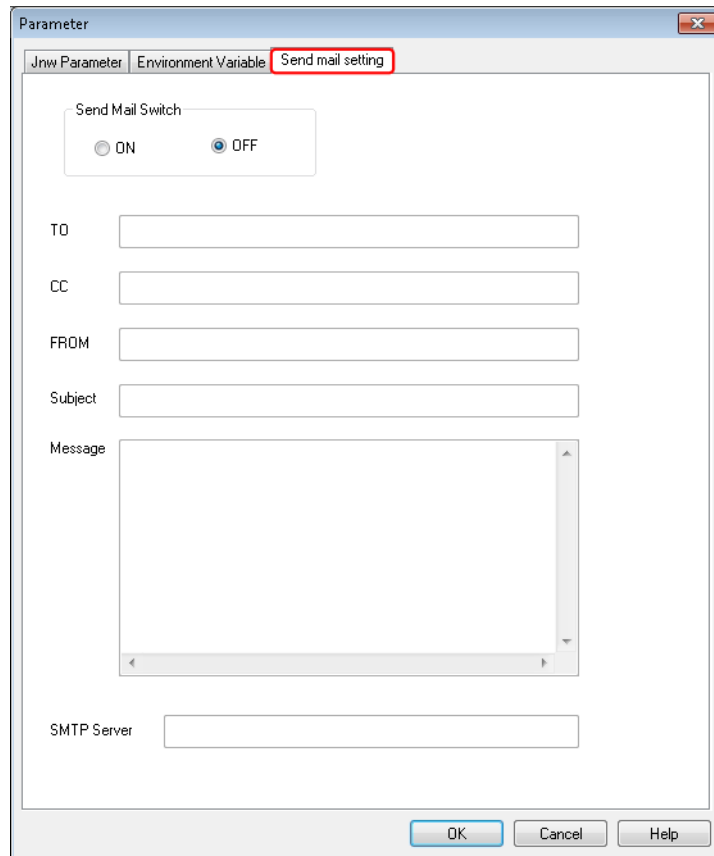 Parameter
Jnw Parameter Environment Variable Send mail setting
Send Mail Switch
ON OFF
TO
CC
FROM
Subject
Message
SMTP Server
OK Cancel Help